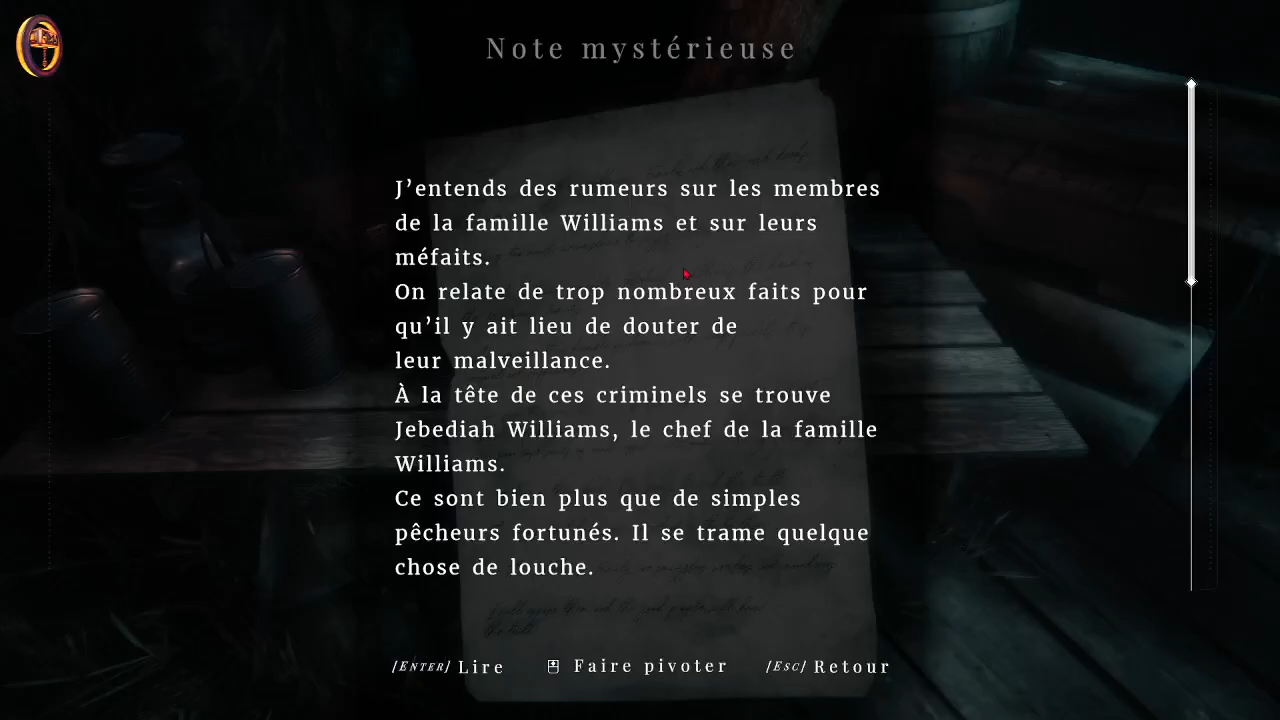 Note mystérieuse
J’entends des rumeurs sur les membres
de la famille Williams et sur leurs
méfaits.
On relate de trop nombreux faits pour
qu’il y ait lieu de douter de
leur malveillance.
À la tête de ces criminels se trouve
Jebediah Williams, le chef de la famille
Williams.
Ce sont bien plus que de simples
pêcheurs fortunés. Il se trame quelque
chose de louche.
[Enter] Lire Faire pivoter [Esc] Retour